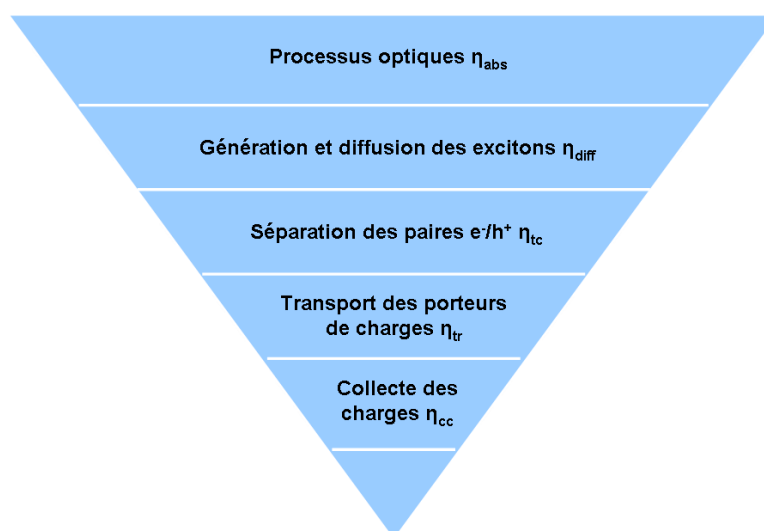 Processus optiques ηabs
Génération et diffusion des excitons ηdiff
Séparation des paires e-/h+ ηtc
Transport des porteurs
de charges ηtr
Collecte des
charges ηcc